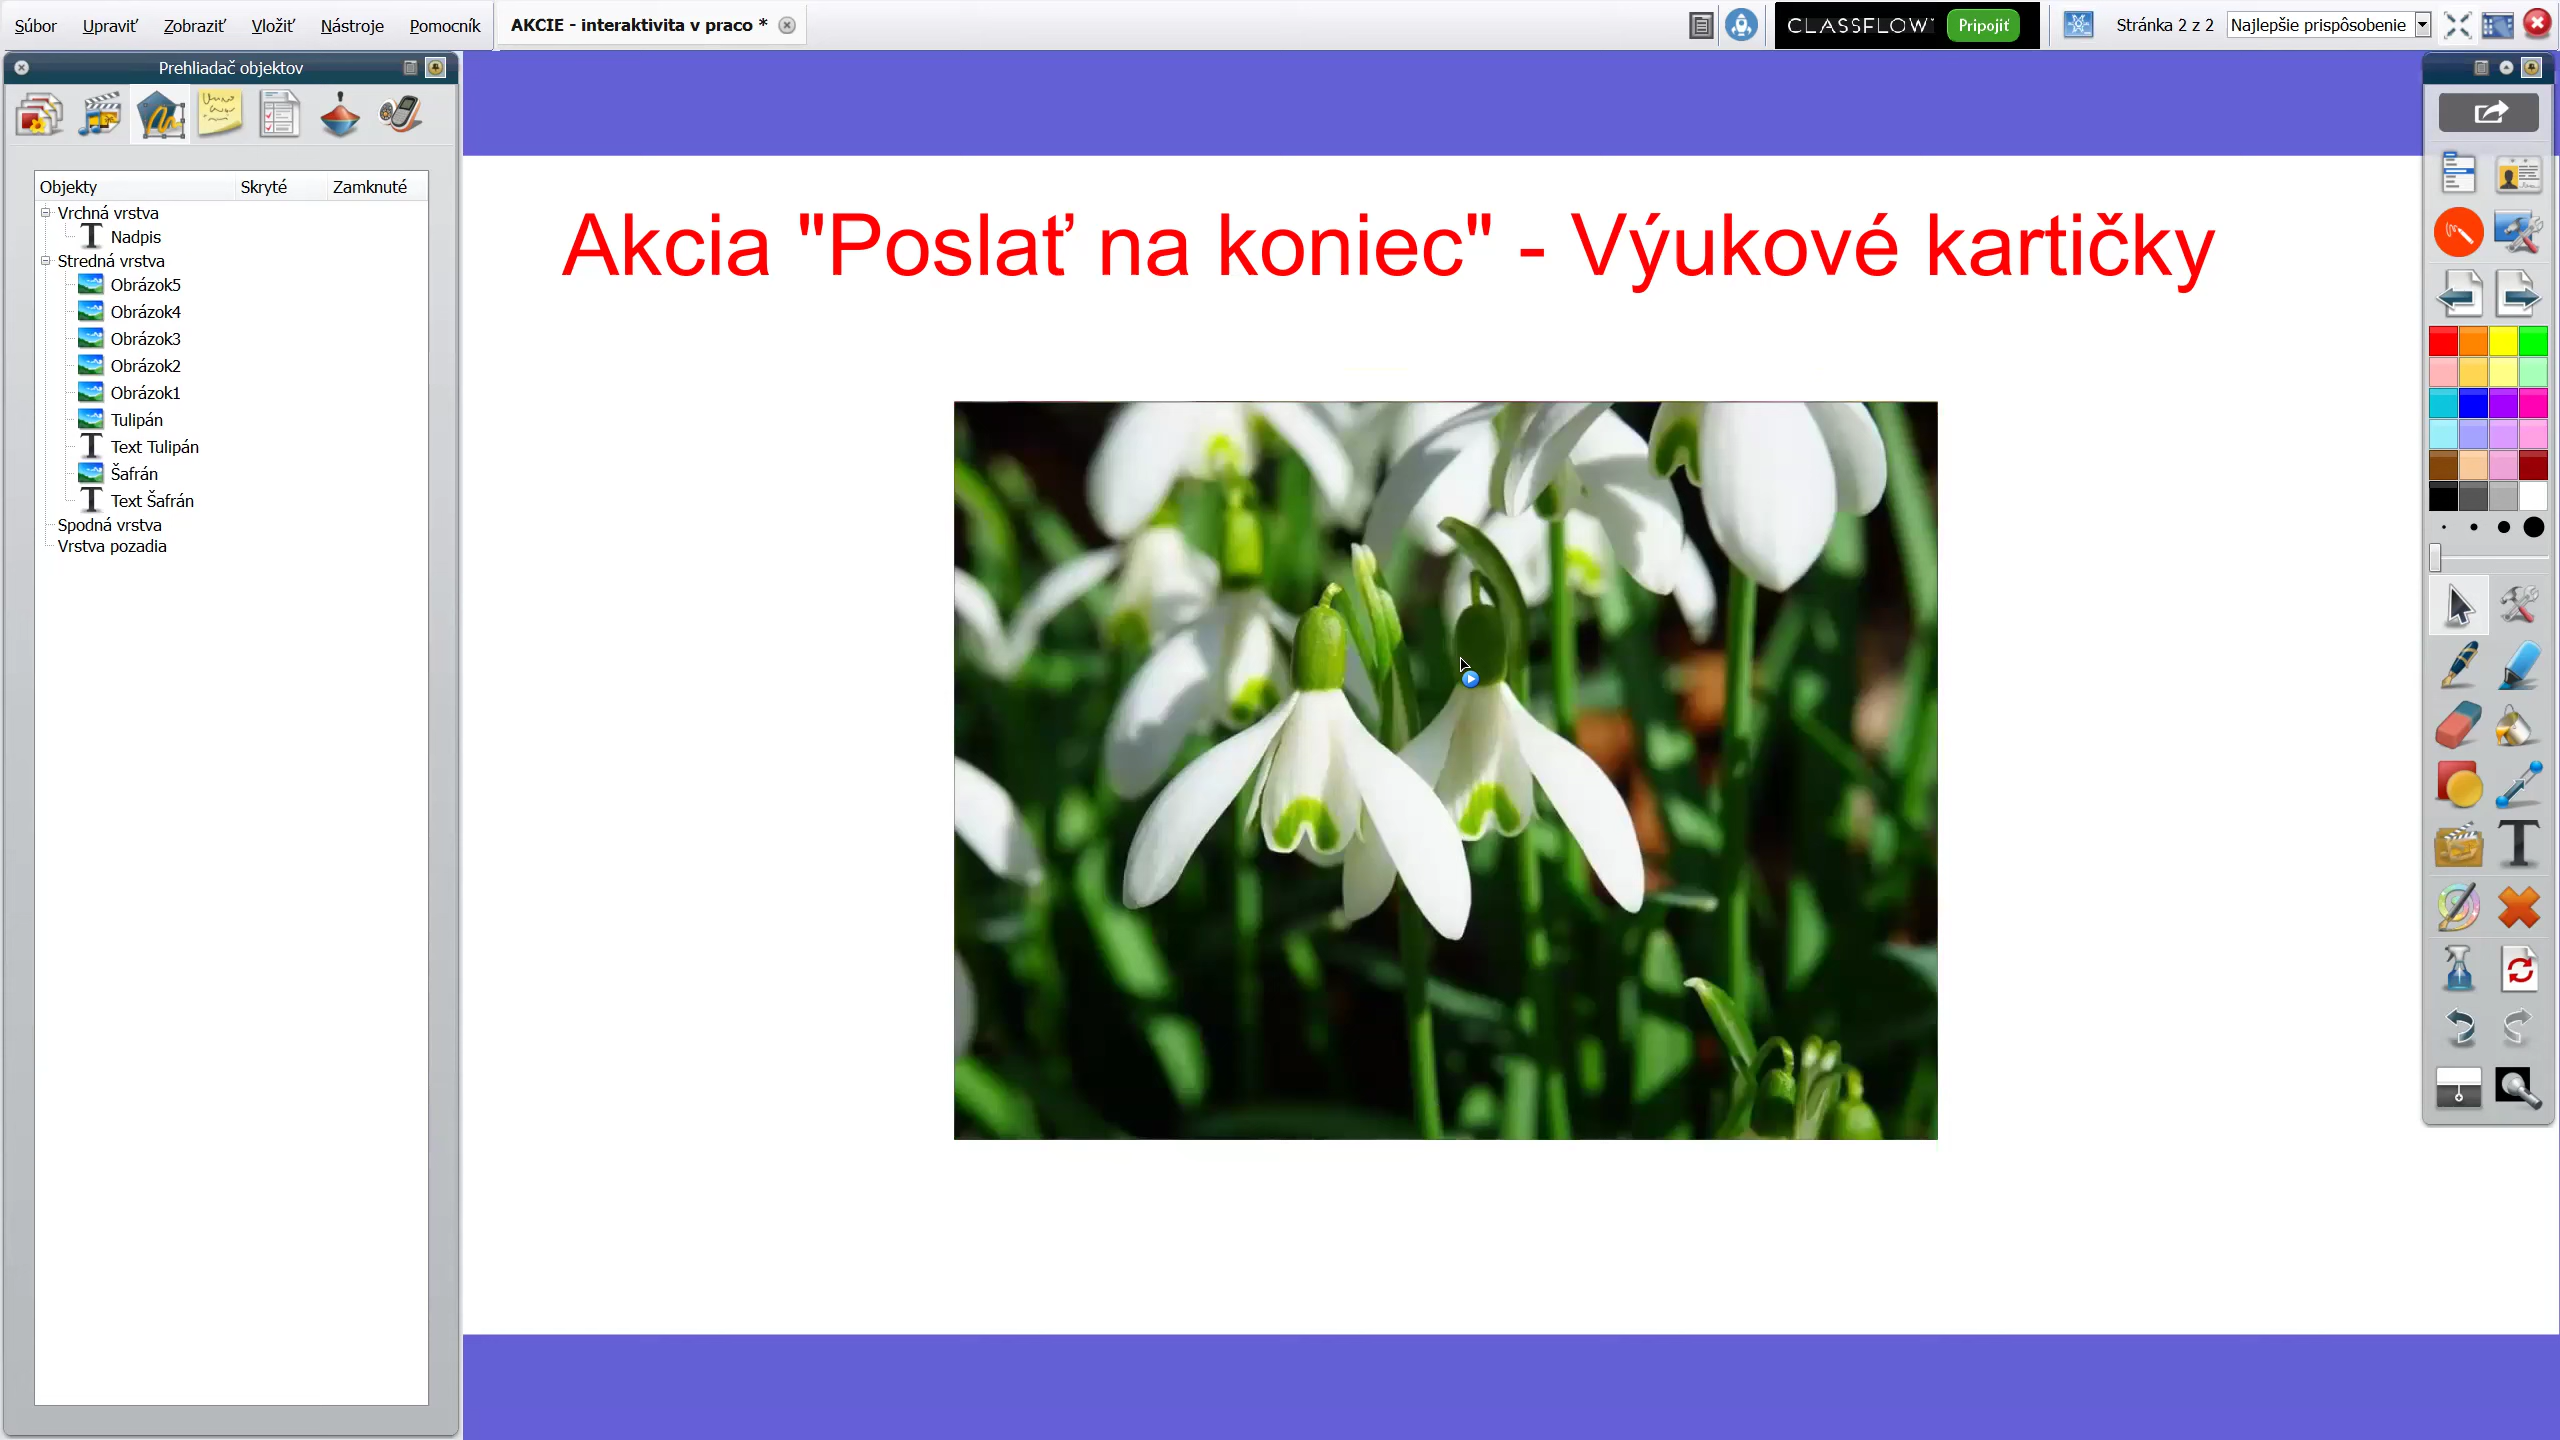 Súbor Upraviť Zobraziť Vložiť Nástroje Pomocník
AKCIE - interaktivita v praco *
CLASSFLOW Pripojiť
Stránka 2 z 2
Najlepšie prispôsobenie
Prehliadač objektov
Objekty Skryté Zamknuté
Vrchná vrstva
Nadpis
Stredná vrstva
Obrázok5
Obrázok4
Obrázok3
Obrázok2
Obrázok1
Tulipán
Text Tulipán
Šafrán
Text Šafrán
Spodná vrstva
Vrstva pozadia
Akcia "Poslať na koniec" - Výukové kartičky